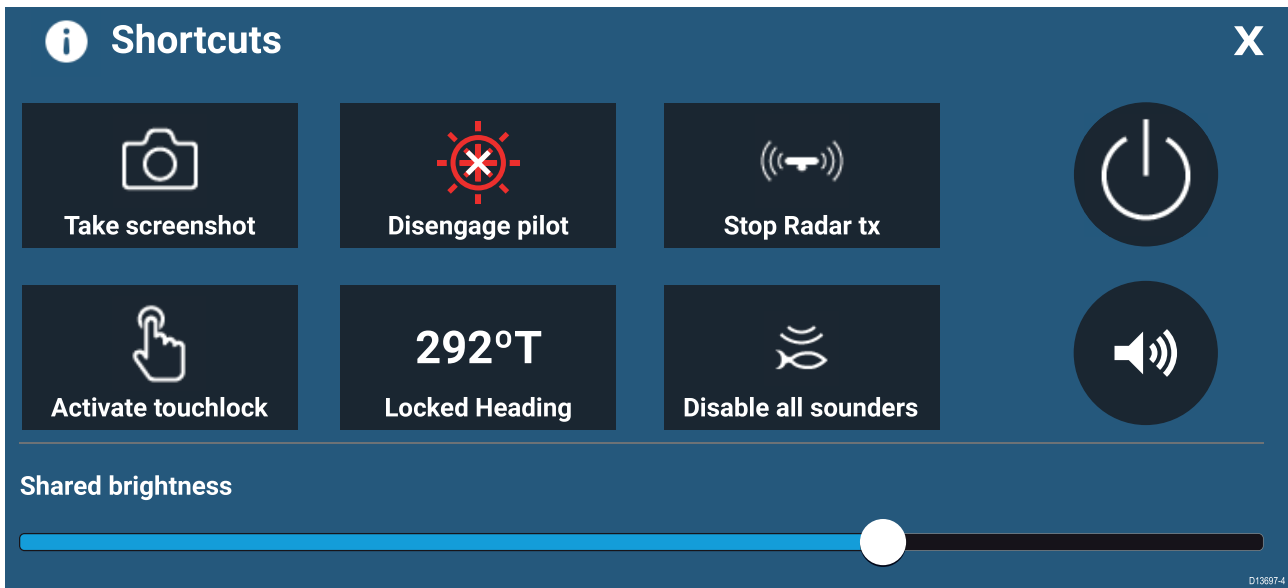 Shortcuts
X
Take screenshot
Disengage pilot
Stop Radar tx
Activate touchlock
292ºT
Locked Heading
Disable all sounders
Shared brightness
D13697-4